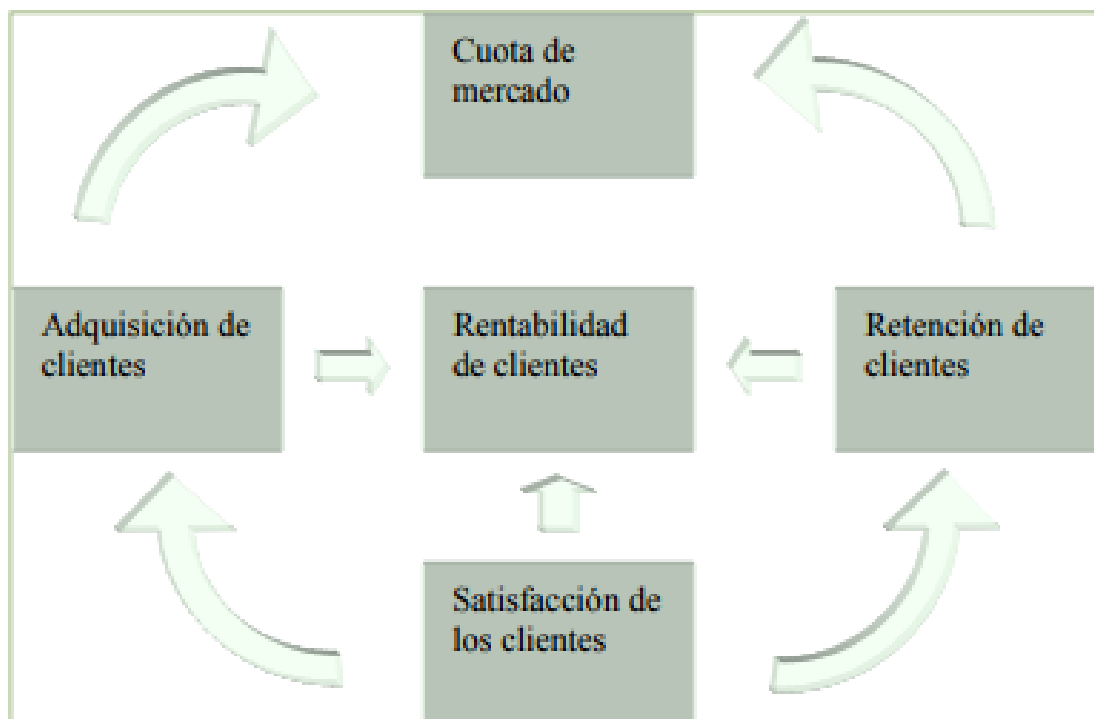 Cuota de
mercado
Adquisición de
clientes
Rentabilidad
de clientes
Retención de
clientes
Satisfacción de
los clientes